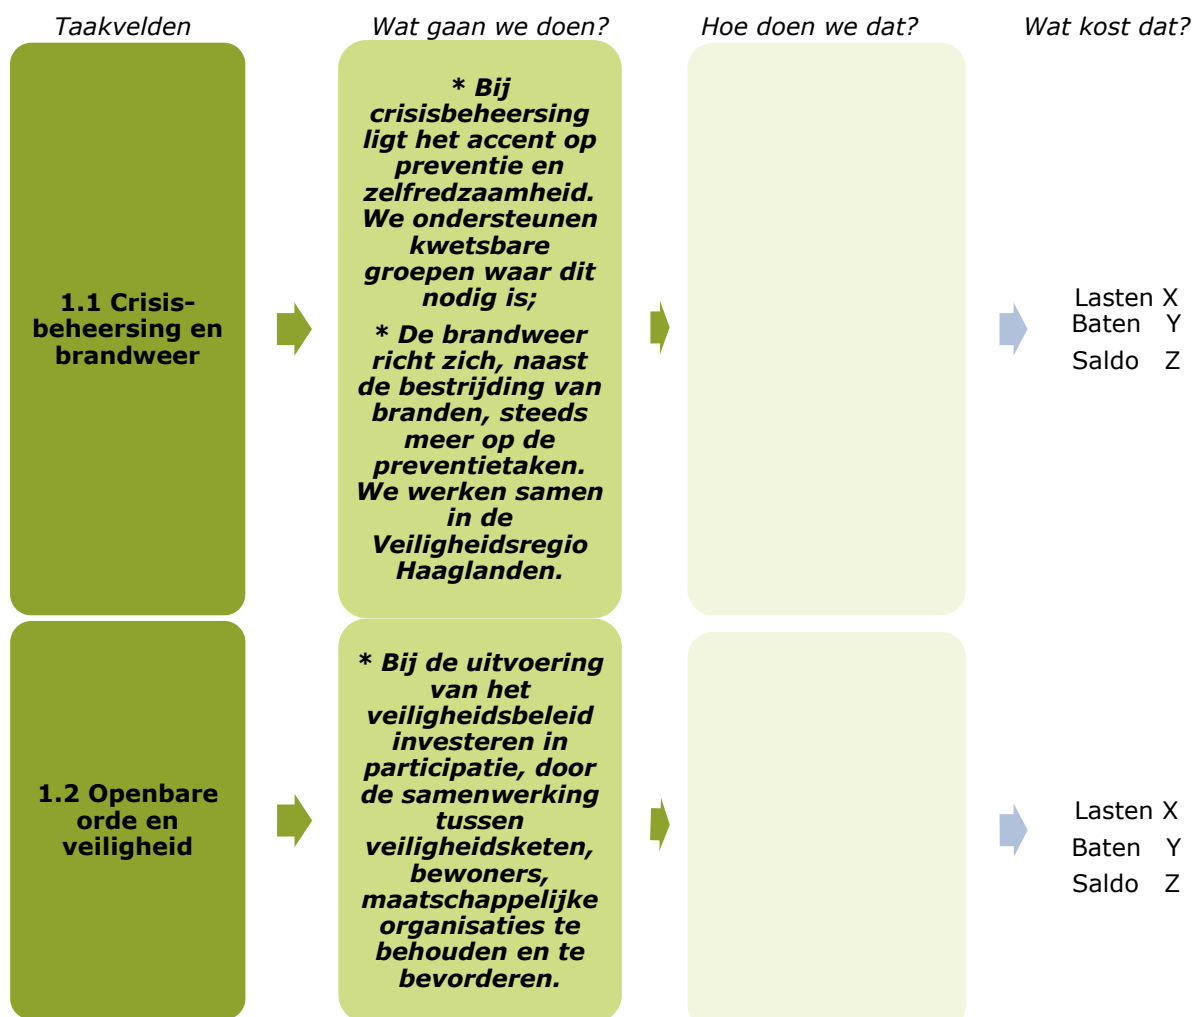 Taakvelden
Wat gaan we doen?
Hoe doen we dat?
Wat kost dat?
1.1 Crisis-
beheersing en
brandweer
* Bij
crisisbeheersing
ligt het accent op
preventie en
zelfredzaamheid.
We ondersteunen
kwetsbare
groepen waar dit
nodig is;
* De brandweer
richt zich, naast
de bestrijding van
branden, steeds
meer op de
preventietaken.
We werken samen
in de
Veiligheidsregio
Haaglanden.
Lasten X
Baten Y
Saldo Z
1.2 Openbare
orde en
veiligheid
* Bij de uitvoering
van het
veiligheidsbeleid
investeren in
participatie, door
de samenwerking
tussen
veiligheidsketen,
bewoners,
maatschappelijke
organisaties te
behouden en te
bevorderen.
Lasten X
Baten Y
Saldo Z